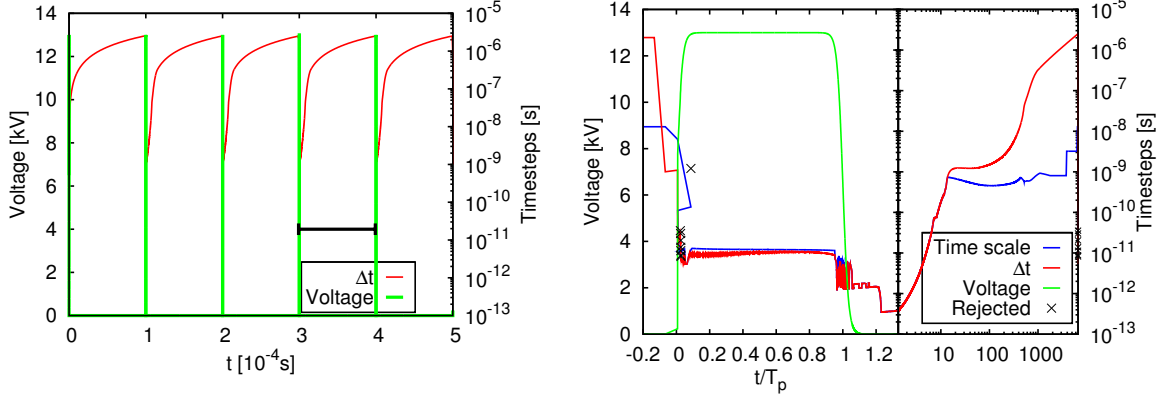 14
12
10
8
6
4
2
0
Voltage [kV]
0 1 2 3 4 5
t [10⁻⁴s]
Δt
Voltage
10⁻⁵
10⁻⁶
10⁻⁷
10⁻⁸
10⁻⁹
10⁻¹⁰
10⁻¹¹
10⁻¹²
10⁻¹³
Timesteps [s]
14
12
10
8
6
4
2
0
Voltage [kV]
-0.2 0 0.2 0.4 0.6 0.8 1 1.2 10 100 1000
t/Tₚ
Time scale
Δt
Voltage
Rejected
10⁻⁵
10⁻⁶
10⁻⁷
10⁻⁸
10⁻⁹
10⁻¹⁰
10⁻¹¹
10⁻¹²
10⁻¹³
Timesteps [s]